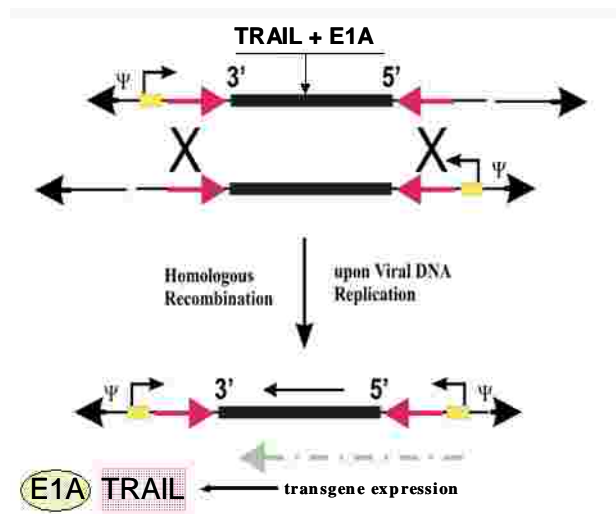 TRAIL + E1A
Ψ 3’ 5’
X X
Ψ
Homologous Recombination
upon Viral DNA Replication
Ψ 3’ 5’ Ψ
E1A TRAIL transgene expression